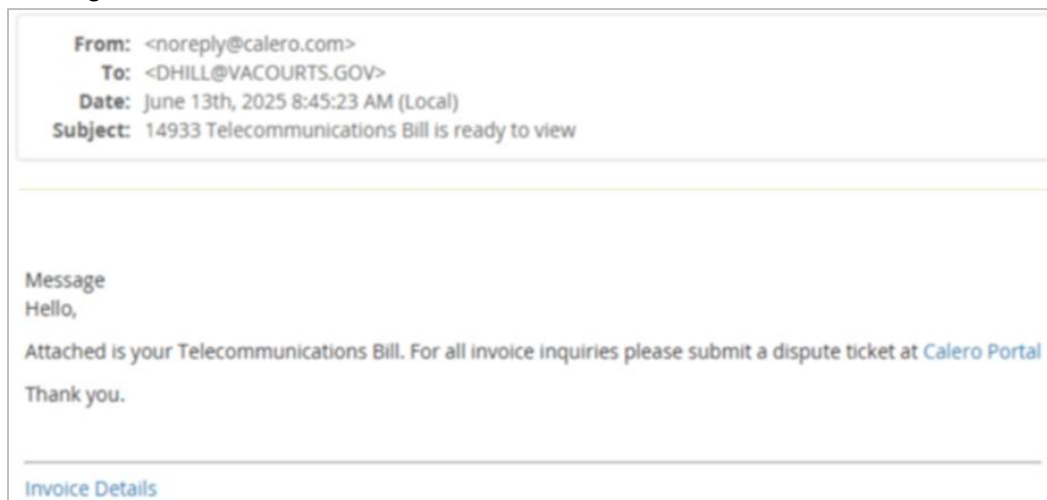 From: <noreply@calero.com>
To: <DHILL@VACOURTS.GOV>
Date: June 13th, 2025 8:45:23 AM (Local)
Subject: 14933 Telecommunications Bill is ready to view
Message
Hello,
Attached is your Telecommunications Bill. For all invoice inquiries please submit a dispute ticket at Calero Portal
Thank you.
Invoice Details